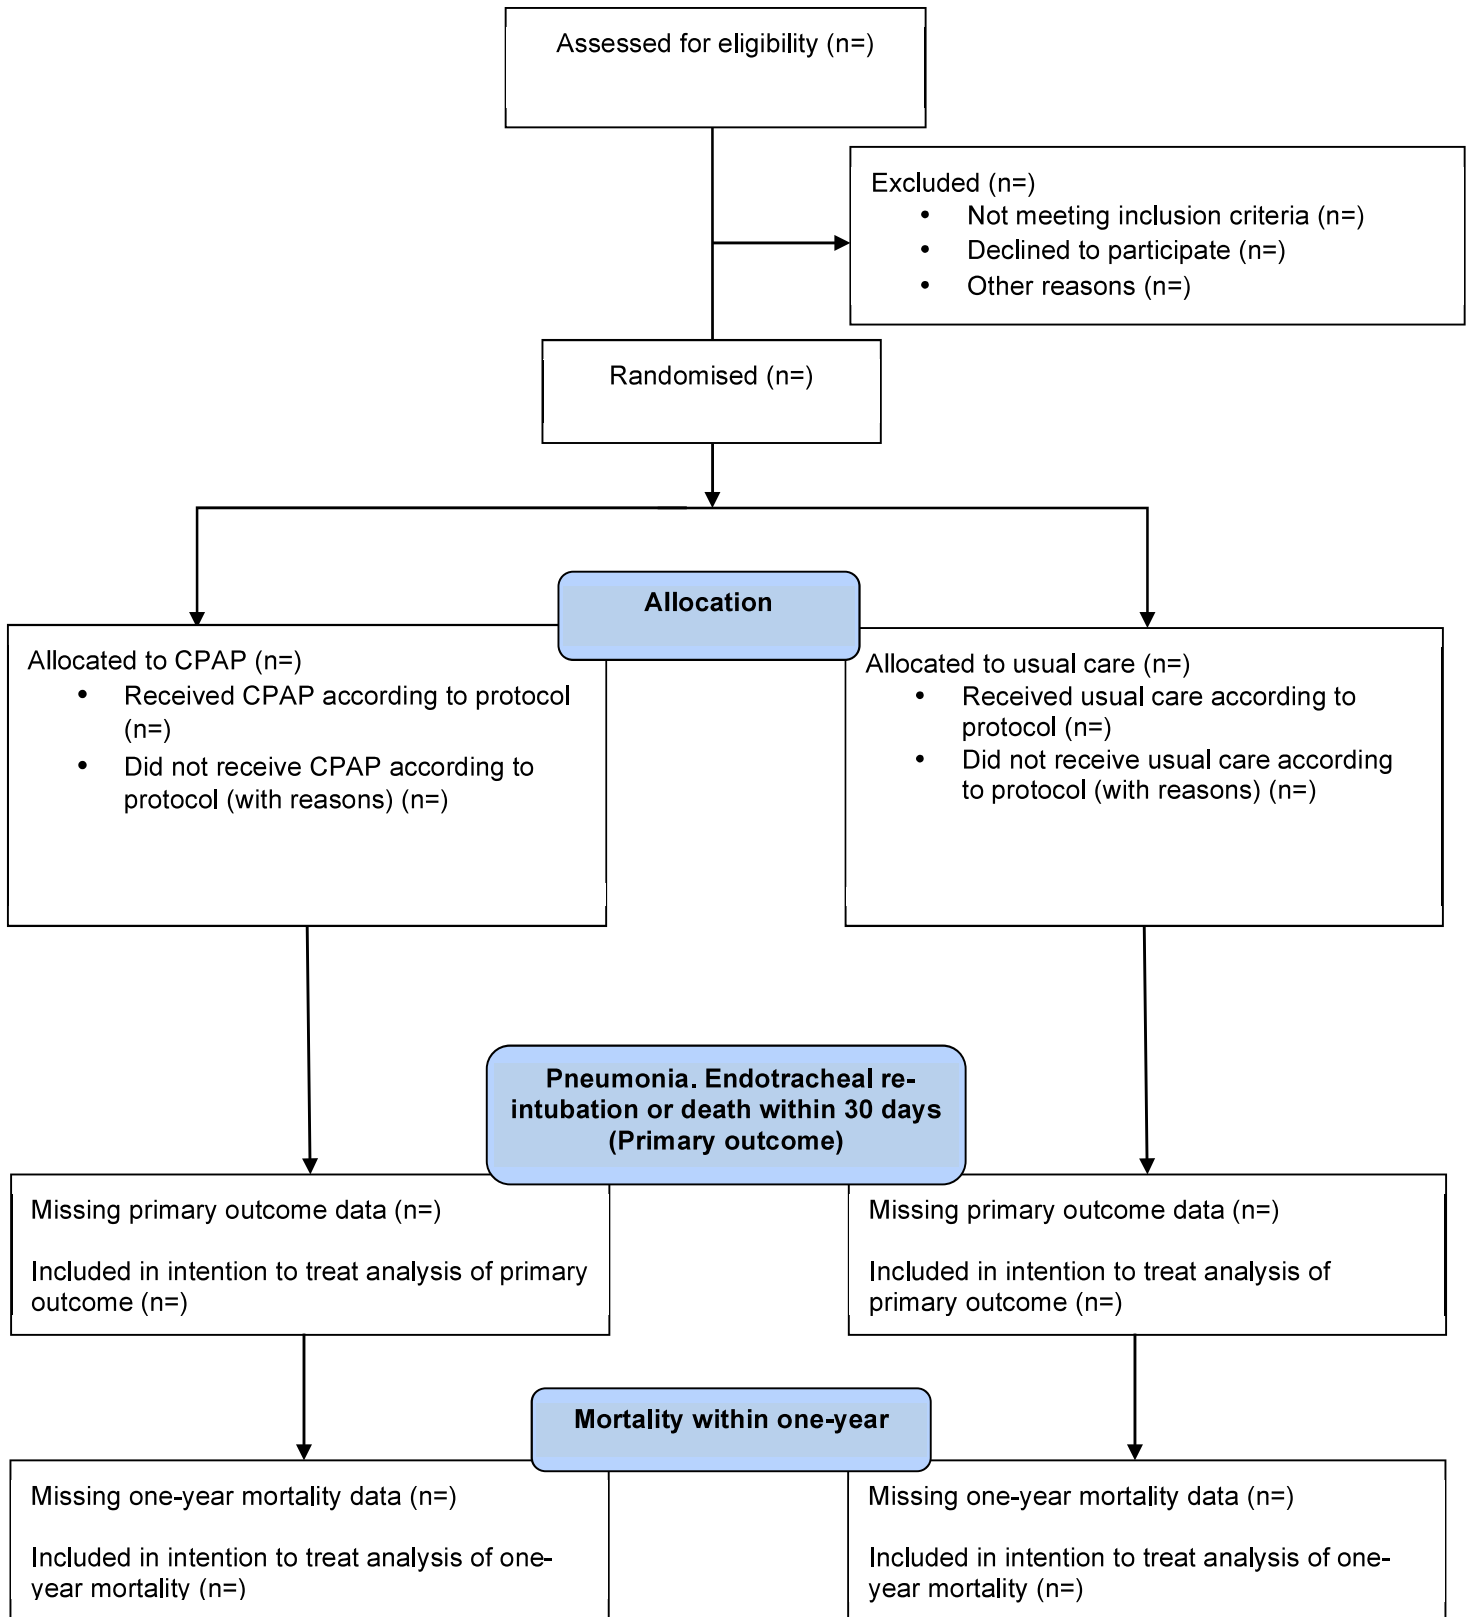 Assessed for eligibility (n=)
Excluded (n=)
• Not meeting inclusion criteria (n=)
• Declined to participate (n=)
• Other reasons (n=)
Randomised (n=)
Allocation
Allocated to CPAP (n=)
• Received CPAP according to protocol
(n=)
• Did not receive CPAP according to
protocol (with reasons) (n=)
Allocated to usual care (n=)
• Received usual care according to
protocol (n=)
• Did not receive usual care according
to protocol (with reasons) (n=)
Pneumonia. Endotracheal re-
intubation or death within 30 days
(Primary outcome)
Missing primary outcome data (n=)
Included in intention to treat analysis of primary
outcome (n=)
Missing primary outcome data (n=)
Included in intention to treat analysis of
primary outcome (n=)
Mortality within one-year
Missing one-year mortality data (n=)
Included in intention to treat analysis of one-
year mortality (n=)
Missing one-year mortality data (n=)
Included in intention to treat analysis of one-
year mortality (n=)